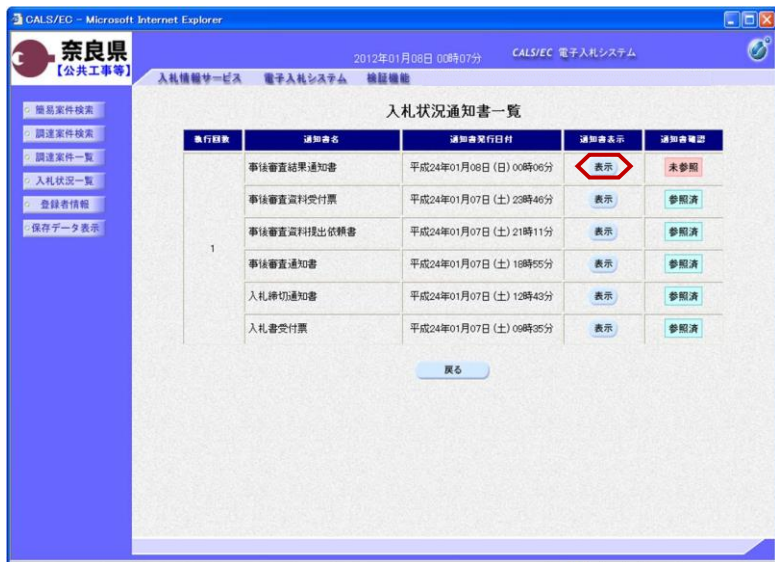 CALS/EC - Microsoft Internet Explorer
奈良県
【公共工事等】
2012年01月08日 00時07分
CALS/EC 電子入札システム
入札情報サービス 電子入札システム 検証機能
簡易案件検索
調達案件検索
調達案件一覧
入札状況一覧
登録者情報
保存データ表示
入札状況通知書一覧
執行回数 通知書名 通知書発行日付 通知書表示 通知書確認
1
事後審査結果通知書 平成24年01月08日(日)00時06分 表示 未参照
事後審査資料受付票 平成24年01月07日(土)23時46分 表示 参照済
事後審査資料提出依頼書 平成24年01月07日(土)21時11分 表示 参照済
事後審査通知書 平成24年01月07日(土)18時55分 表示 参照済
入札締切通知書 平成24年01月07日(土)12時43分 表示 参照済
入札書受付票 平成24年01月07日(土)09時35分 表示 参照済
戻る